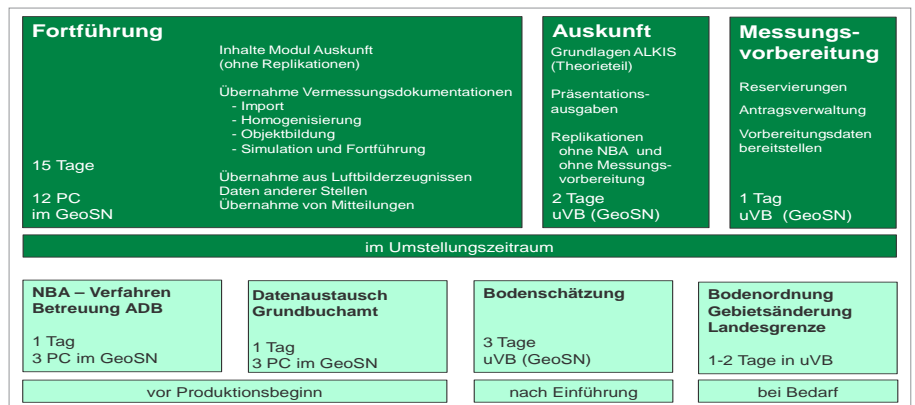 Fortführung
Inhalte Modul Auskunft
(ohne Replikationen)
Übernahme Vermessungsdokumentationen
- Import
- Homogenisierung
- Objektbildung
- Simulation und Fortführung
Übernahme aus Luftbilderzeugnissen
Daten anderer Stellen
Übernahme von Mitteilungen
15 Tage
12 PC
im GeoSN
Auskunft
Grundlagen ALKIS
(Theorieteil)
Präsentations-
ausgaben
Replikationen
ohne NBA und
ohne Messungs-
vorbereitung
2 Tage
uVB (GeoSN)
Messungs-
vorbereitung
Reservierungen
Antragsverwaltung
Vorbereitungsdaten
bereitstellen
1 Tag
uVB (GeoSN)
im Umstellungszeitraum
NBA – Verfahren
Betreuung ADB
1 Tag
3 PC im GeoSN
Datenaustausch
Grundbuchamt
1 Tag
3 PC im GeoSN
Bodenschätzung
3 Tage
uVB (GeoSN)
Bodenordnung
Gebietsänderung
Landesgrenze
1-2 Tage in uVB
vor Produktionsbeginn
nach Einführung
bei Bedarf